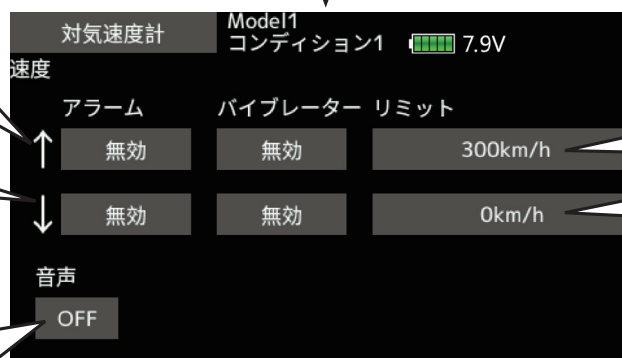 対気速度計
Model1
コンディション1 7.9V
速度
アラーム バイブレーター リミット
↑ 無効 無効 300km/h
↓ 無効 無効 0km/h
音声
OFF